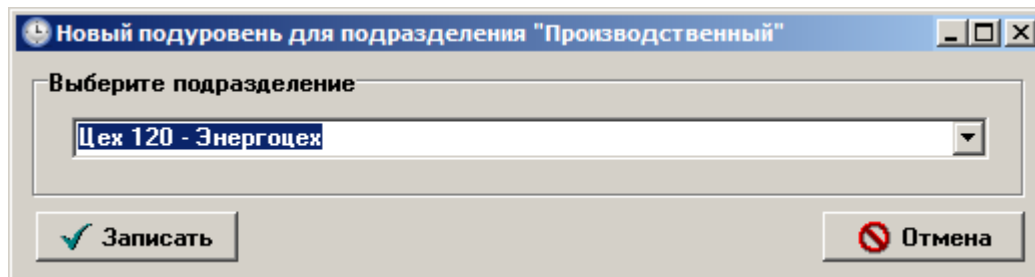 Новый подуровень для подразделения "Производственный"
Выберите подразделение
Цех 120 - Энергоцех
Записать
Отмена